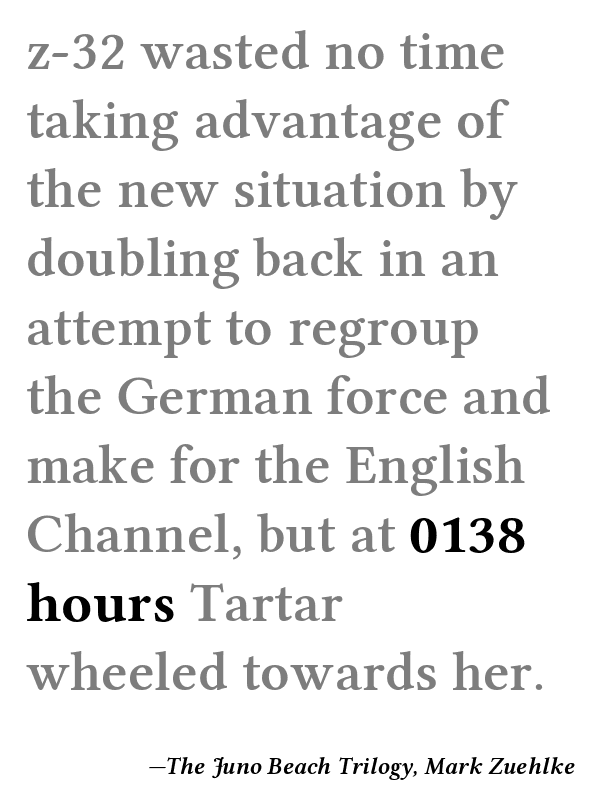 z-32 wasted no time
taking advantage of
the new situation by
doubling back in an
attempt to regroup
the German force and
make for the English
Channel, but at 0138
hours Tartar
wheeled towards her.
—The Juno Beach Trilogy, Mark Zuehlke